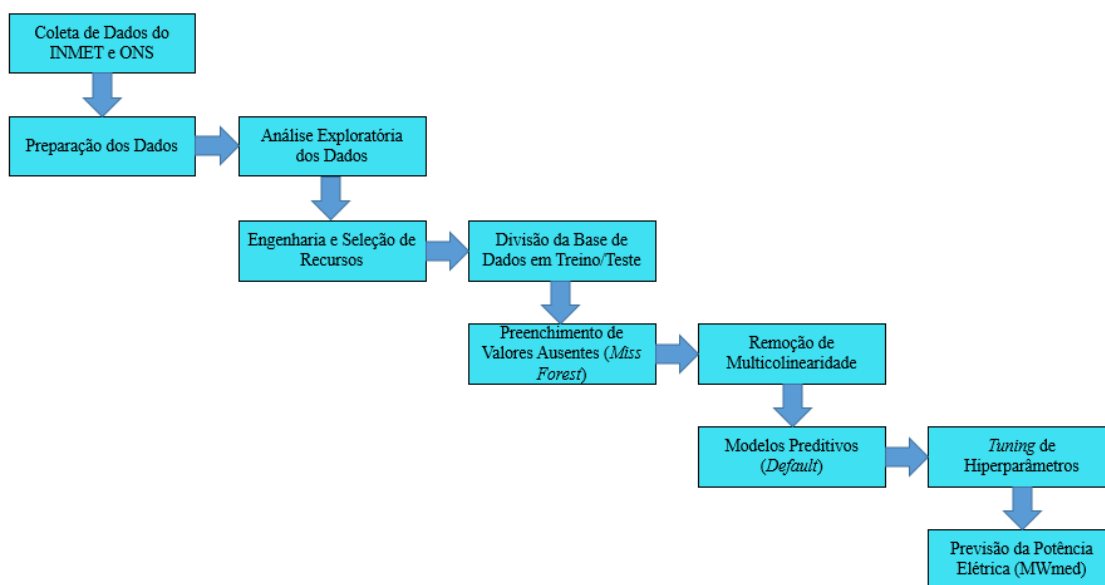 Coleta de Dados do
INMET e ONS
Preparação dos Dados
Análise Exploratória
dos Dados
Engenharia e Seleção de
Recursos
Divisão da Base de
Dados em Treino/Teste
Preenchimento de
Valores Ausentes (Miss
Forest)
Remoção de
Multicolinearidade
Modelos Preditivos
(Default)
Tuning de
Hiperparâmetros
Previsão da Potência
Elétrica (MWmed)